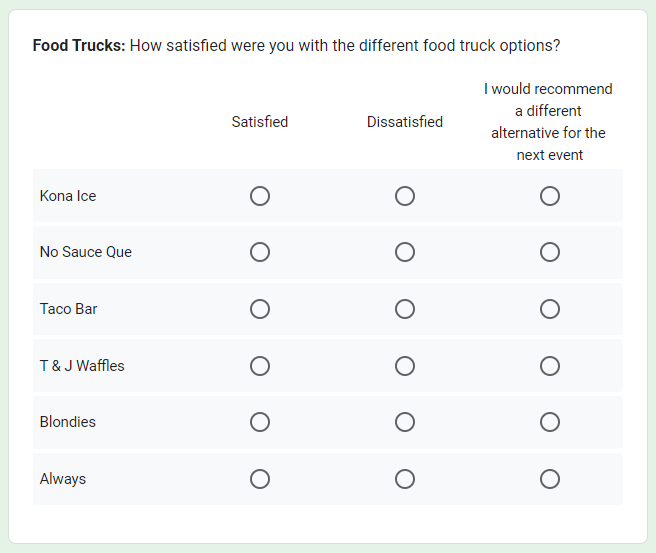 Food Trucks: How satisfied were you with the different food truck options?
Satisfied
Dissatisfied
I would recommend
a different
alternative for the
next event
Kona Ice
No Sauce Que
Taco Bar
T & J Waffles
Blondies
Always